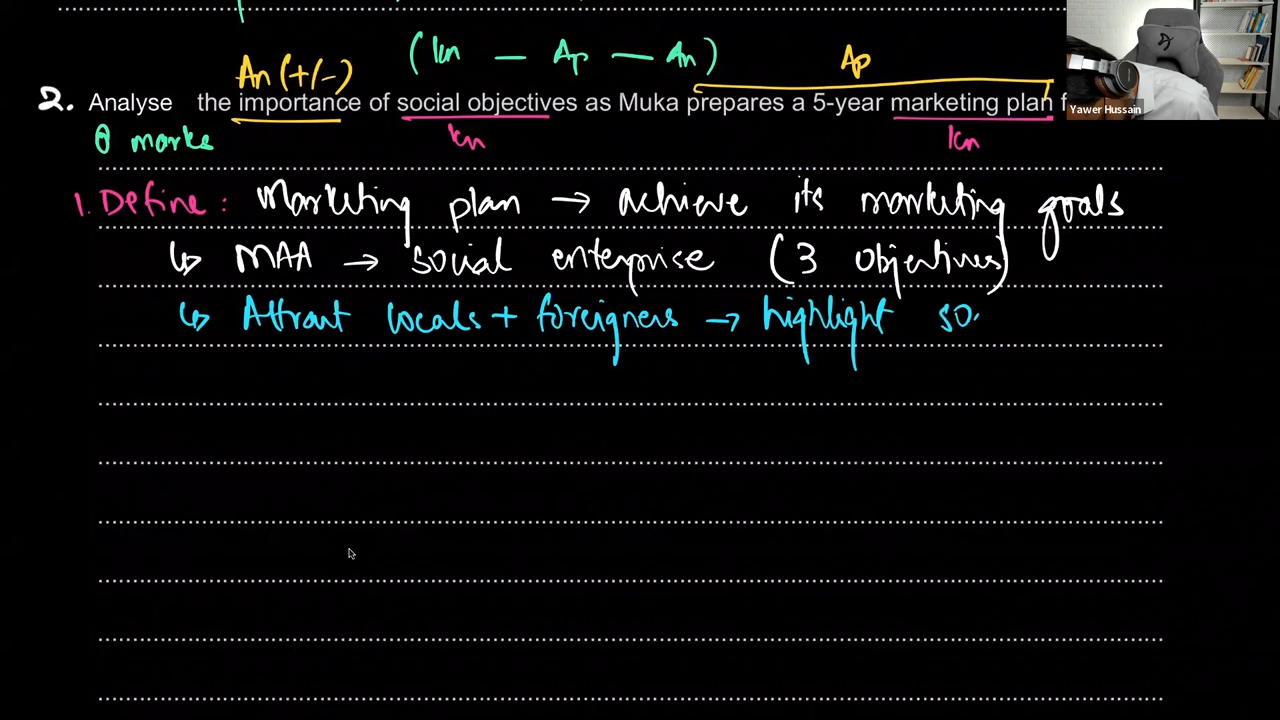 An (+/-) (kn — Ap — An) Ap
2. Analyse the importance of social objectives as Muka prepares a 5-year marketing plan f
8 marks kn kn
Yawer Hussain
1. Define: Marketing plan → achieve its marketing goals
↳ MAA → social enterprise (3 Objectives)
↳ Attract locals + foreigners → highlight so